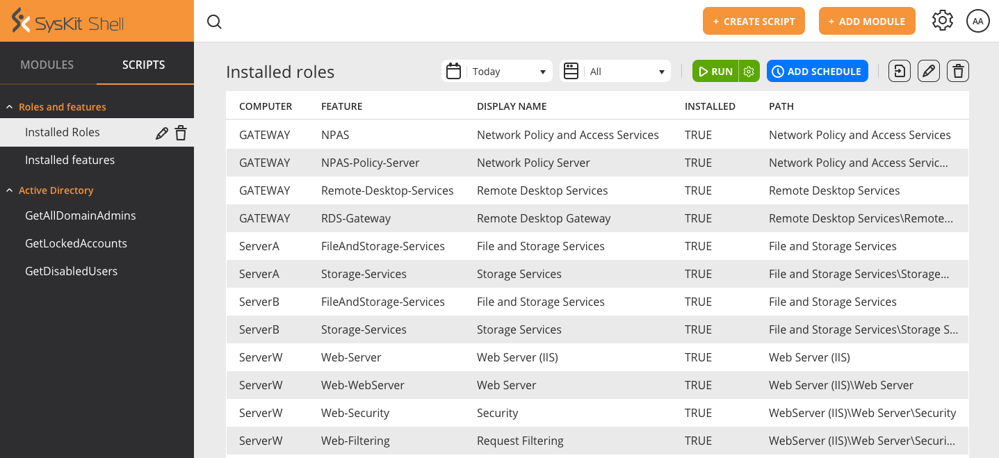 SysKit Shell
+ CREATE SCRIPT + ADD MODULE AA
MODULES SCRIPTS
Roles and features
Installed Roles
Installed features
Active Directory
GetAllDomainAdmins
GetLockedAccounts
GetDisabledUsers
Installed roles Today All RUN ADD SCHEDULE
COMPUTER FEATURE DISPLAY NAME INSTALLED PATH
GATEWAY NPAS Network Policy and Access Services TRUE Network Policy and Access Services
GATEWAY NPAS-Policy-Server Network Policy Server TRUE Network Policy and Access Servic...
GATEWAY Remote-Desktop-Services Remote Desktop Services TRUE Remote Desktop Services
GATEWAY RDS-Gateway Remote Desktop Gateway TRUE Remote Desktop Services\Remote...
ServerA FileAndStorage-Services File and Storage Services TRUE File and Storage Services
ServerA Storage-Services Storage Services TRUE File and Storage Services\Storage...
ServerB FileAndStorage-Services File and Storage Services TRUE File and Storage Services
ServerB Storage-Services Storage Services TRUE File and Storage Services\Storage S...
ServerW Web-Server Web Server (IIS) TRUE Web Server (IIS)
ServerW Web-WebServer Web Server TRUE Web Server (IIS)\Web Server
ServerW Web-Security Security TRUE WebServer (IIS)\Web Server\Security
ServerW Web-Filtering Request Filtering TRUE WebServer (IIS)\Web Server\Securi...